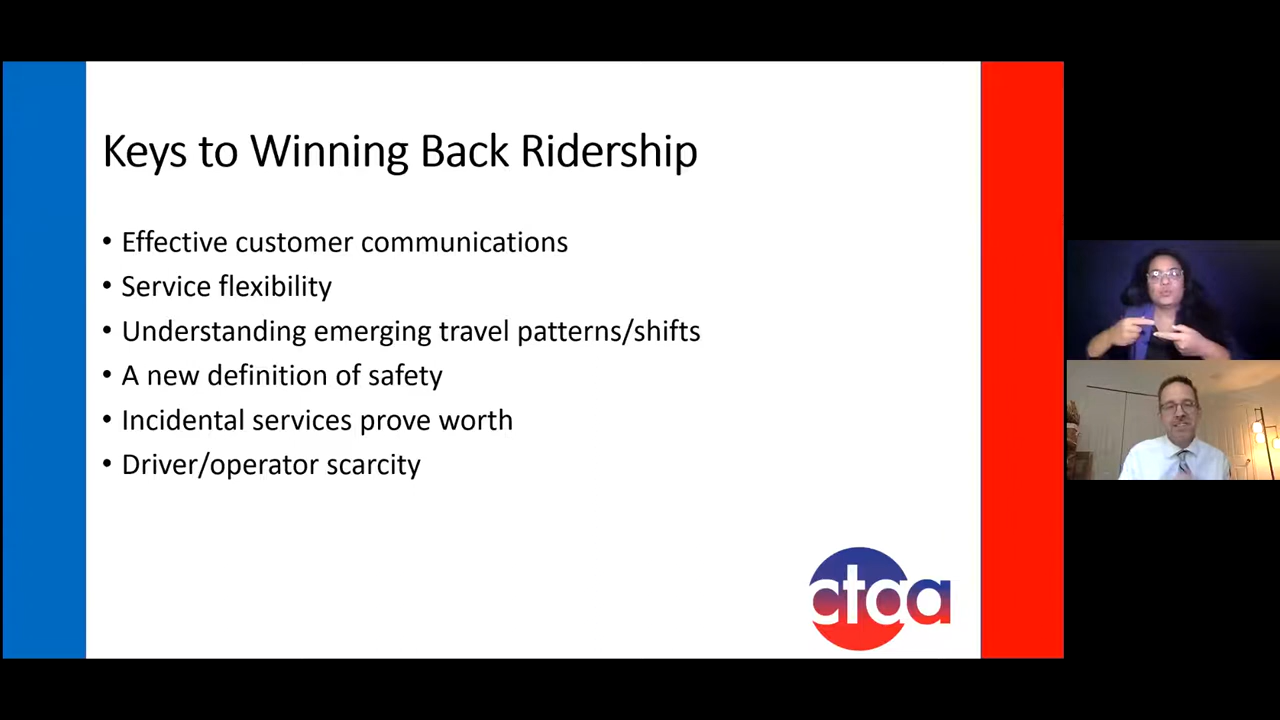 Keys to Winning Back Ridership
• Effective customer communications
• Service flexibility
• Understanding emerging travel patterns/shifts
• A new definition of safety
• Incidental services prove worth
• Driver/operator scarcity
ctaa